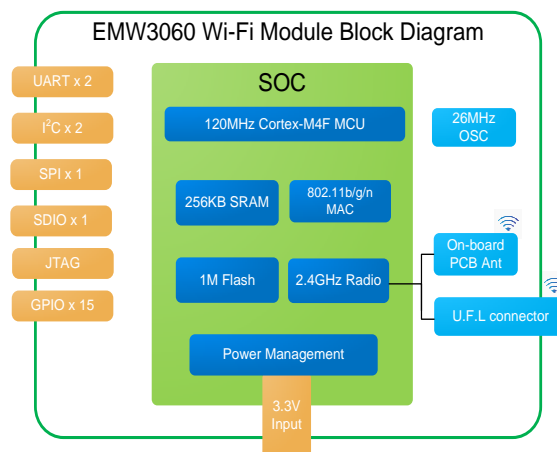 EMW3060 Wi-Fi Module Block Diagram
UART x 2
I²C x 2
SPI x 1
SDIO x 1
JTAG
GPIO x 15
SOC
120MHz Cortex-M4F MCU
256KB SRAM
802.11b/g/n
MAC
1M Flash
2.4GHz Radio
Power Management
3.3V
Input
26MHz
OSC
On-board
PCB Ant
U.F.L connector